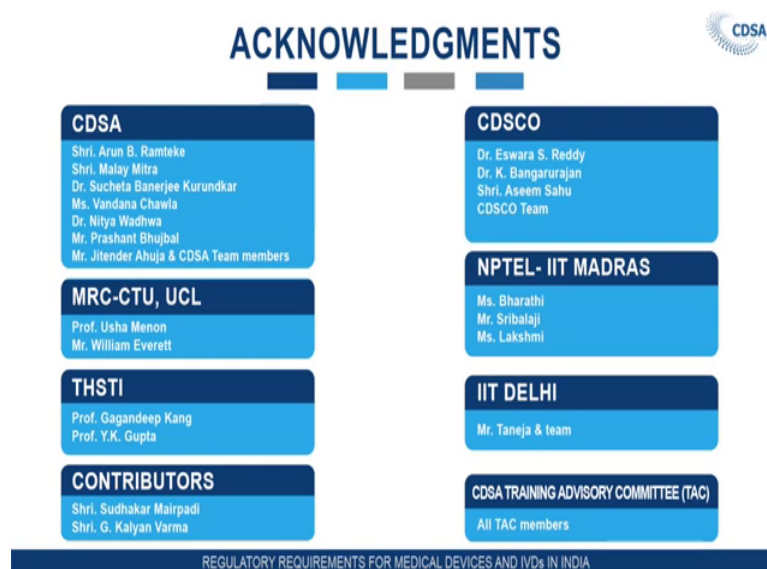 ACKNOWLEDGMENTS
CDSA
CDSA
Shri. Arun B. Ramteke
Shri. Malay Mitra
Dr. Sucheta Banerjee Kurundkar
Ms. Vandana Chawla
Dr. Nitya Wadhwa
Mr. Prashant Bhujbal
Mr. Jitender Ahuja & CDSA Team members
MRC-CTU, UCL
Prof. Usha Menon
Mr. William Everett
THSTI
Prof. Gagandeep Kang
Prof. Y.K. Gupta
CONTRIBUTORS
Shri. Sudhakar Mairpadi
Shri. G. Kalyan Varma
CDSCO
Dr. Eswara S. Reddy
Dr. K. Bangarurajan
Shri. Aseem Sahu
CDSCO Team
NPTEL- IIT MADRAS
Ms. Bharathi
Mr. Sribalaji
Ms. Lakshmi
IIT DELHI
Mr. Taneja & team
CDSA TRAINING ADVISORY COMMITTEE (TAC)
All TAC members
REGULATORY REQUIREMENTS FOR MEDICAL DEVICES AND IVDs IN INDIA